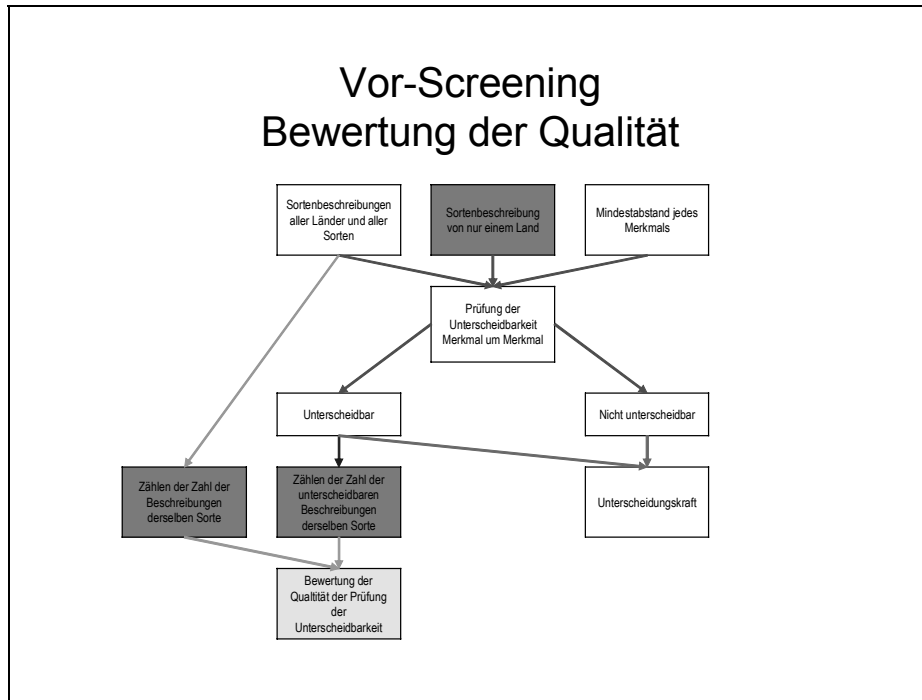 Vor-Screening
Bewertung der Qualität
Sortenbeschreibungen
aller Länder und aller
Sorten
Sortenbeschreibung
von nur einem Land
Mindestabstand jedes
Merkmals
Prüfung der
Unterscheidbarkeit
Merkmal um Merkmal
Unterscheidbar
Nicht unterscheidbar
Zählen der Zahl der
Beschreibungen
derselben Sorte
Zählen der Zahl der
unterscheidbaren
Beschreibungen
derselben Sorte
Unterscheidungskraft
Bewertung der
Qualtität der Prüfung
der
Unterscheidbarkeit